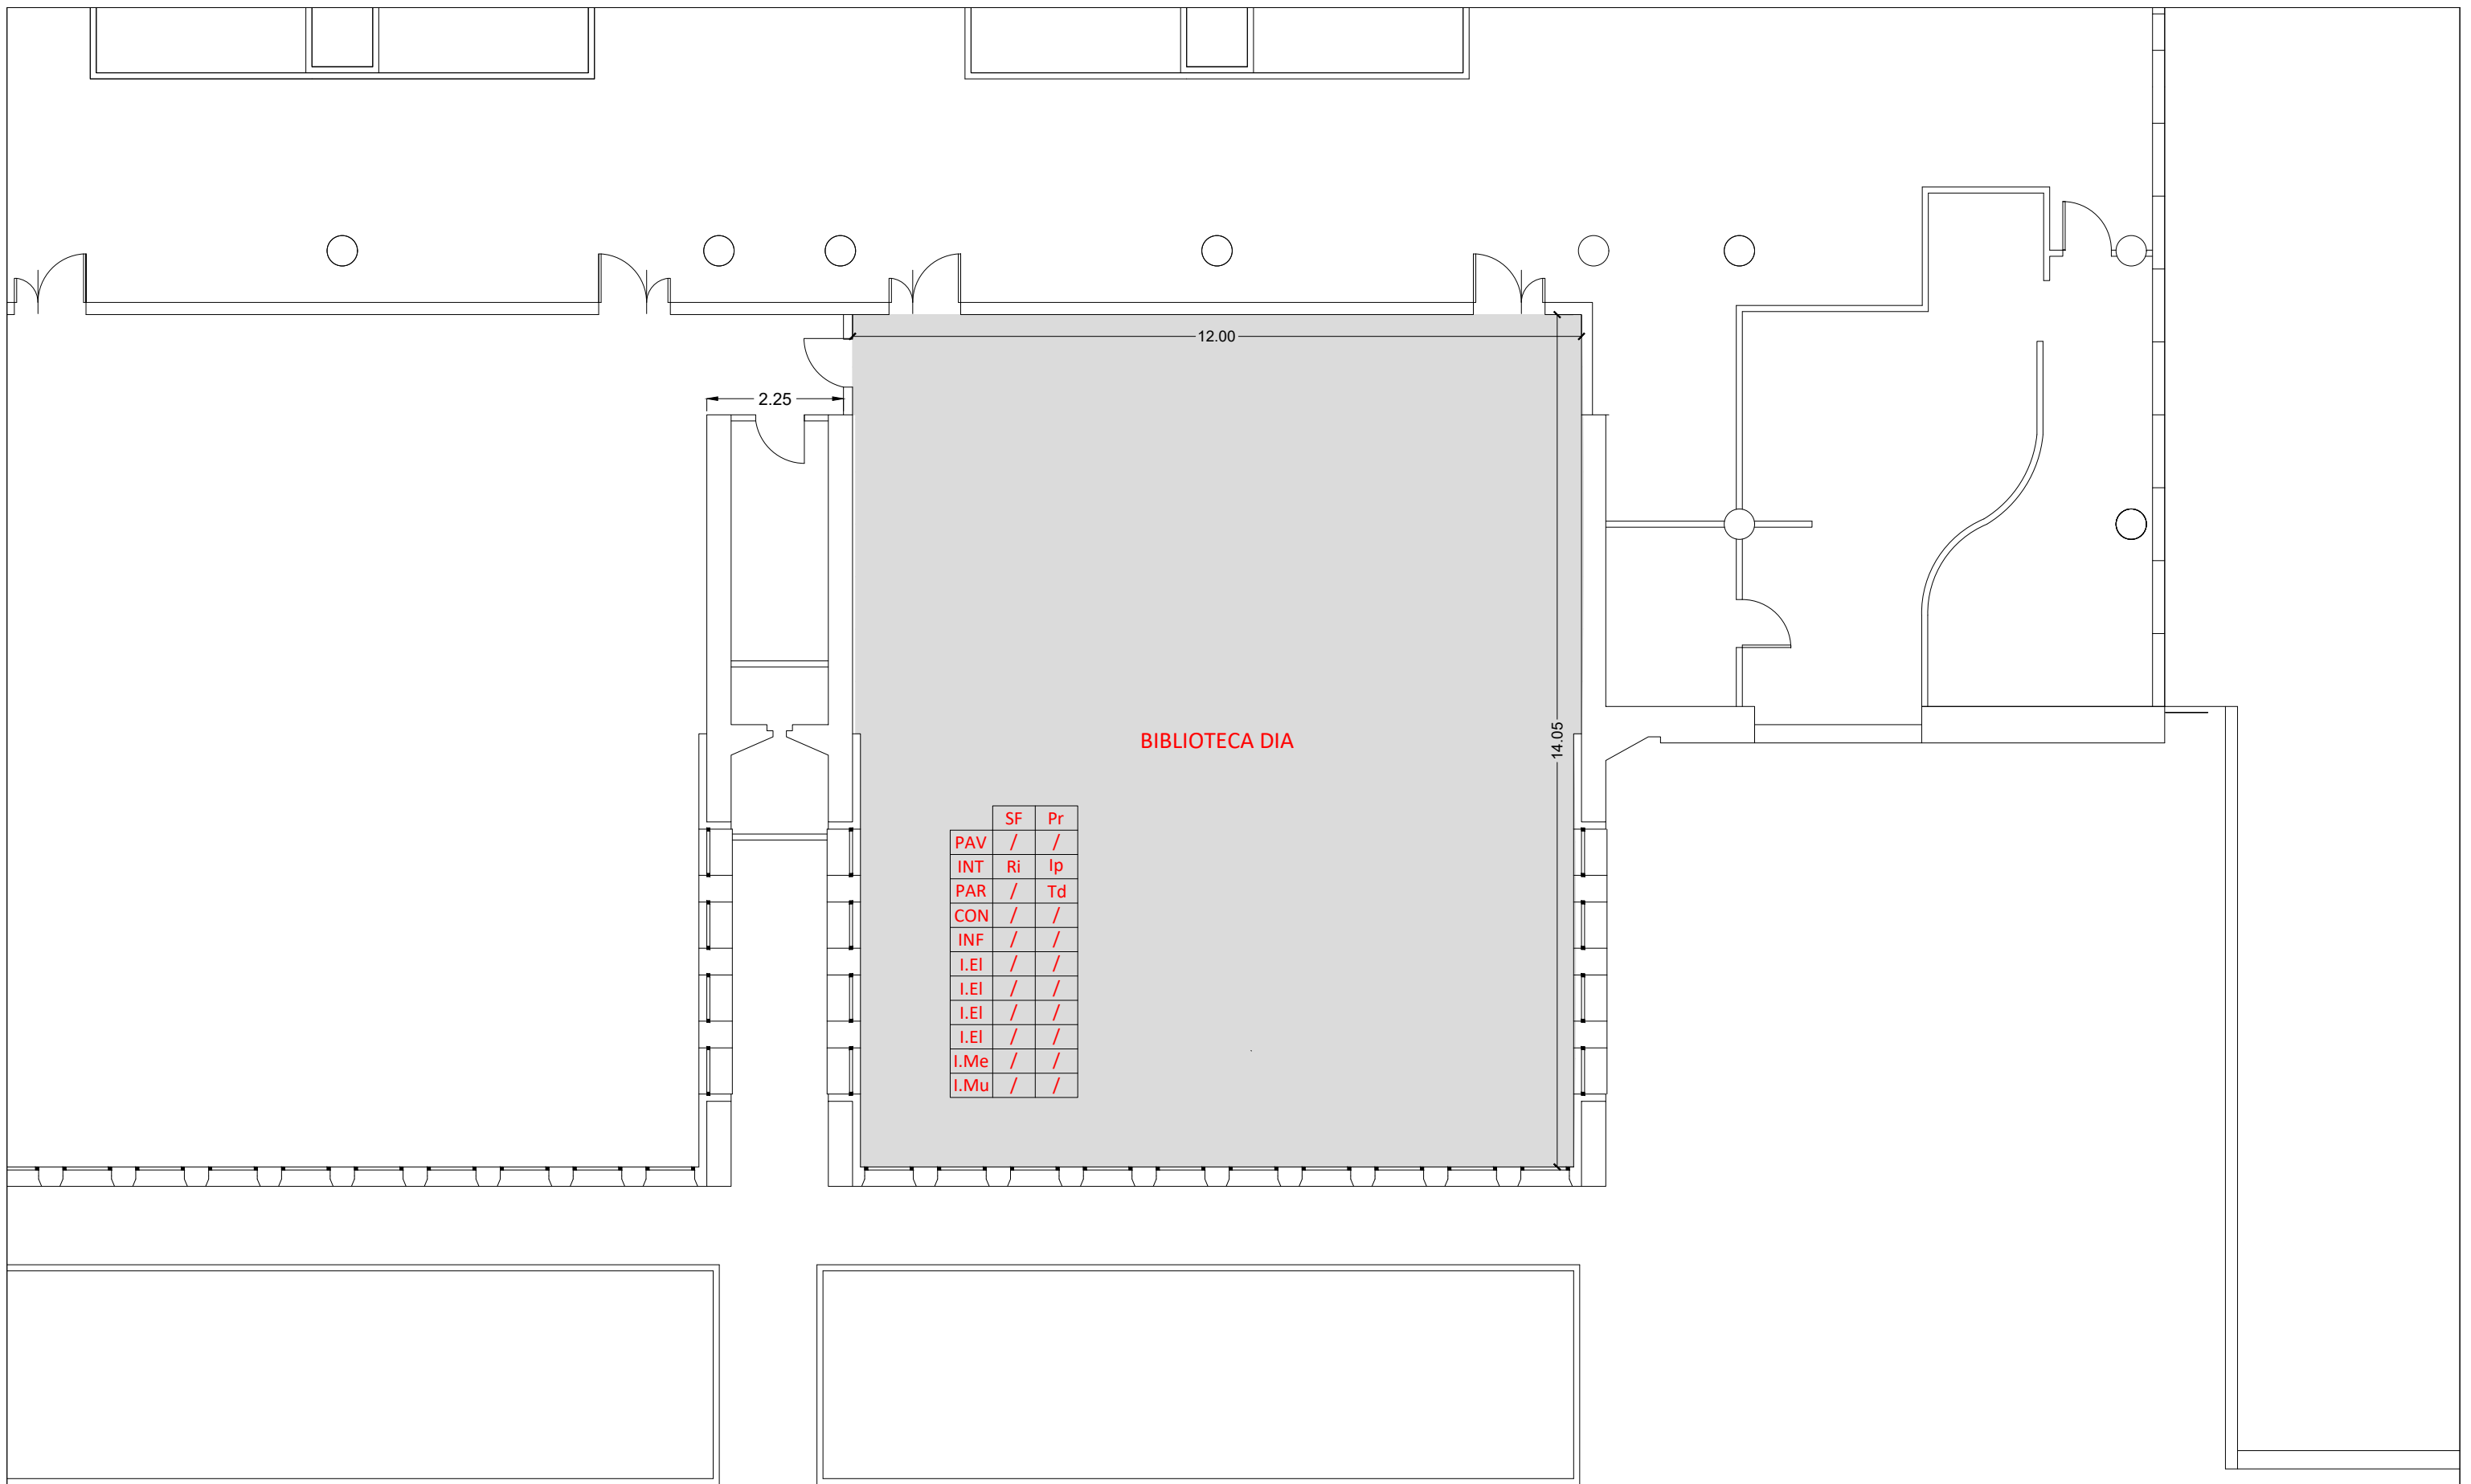 12.00
2.25
14.05
BIBLIOTECA DIA
SF Pr
PAV / /
INT Ri Ip
PAR / Td
CON / /
INF / /
I.El / /
I.El / /
I.El / /
I.El / /
I.Me / /
I.Mu / /